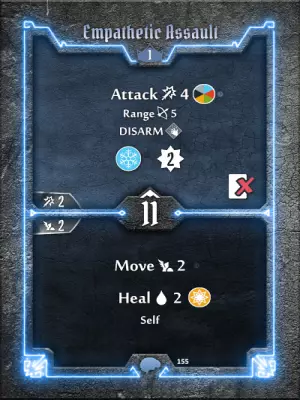 Empathetic Assault
1
Attack 4
Range 5
DISARM
2
2
11
2
Move 2
Heal 2
Self
155